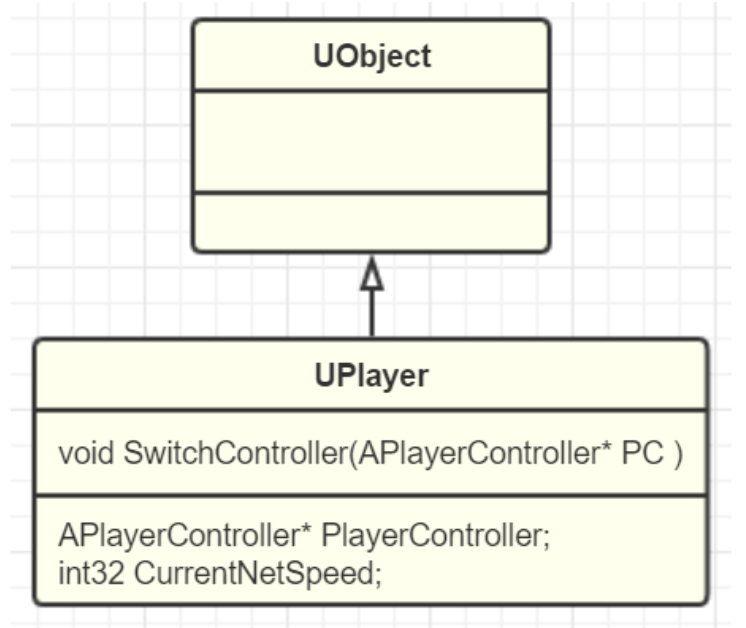 UObject
UPlayer
void SwitchController(APlayerController* PC )
APlayerController* PlayerController;
int32 CurrentNetSpeed;